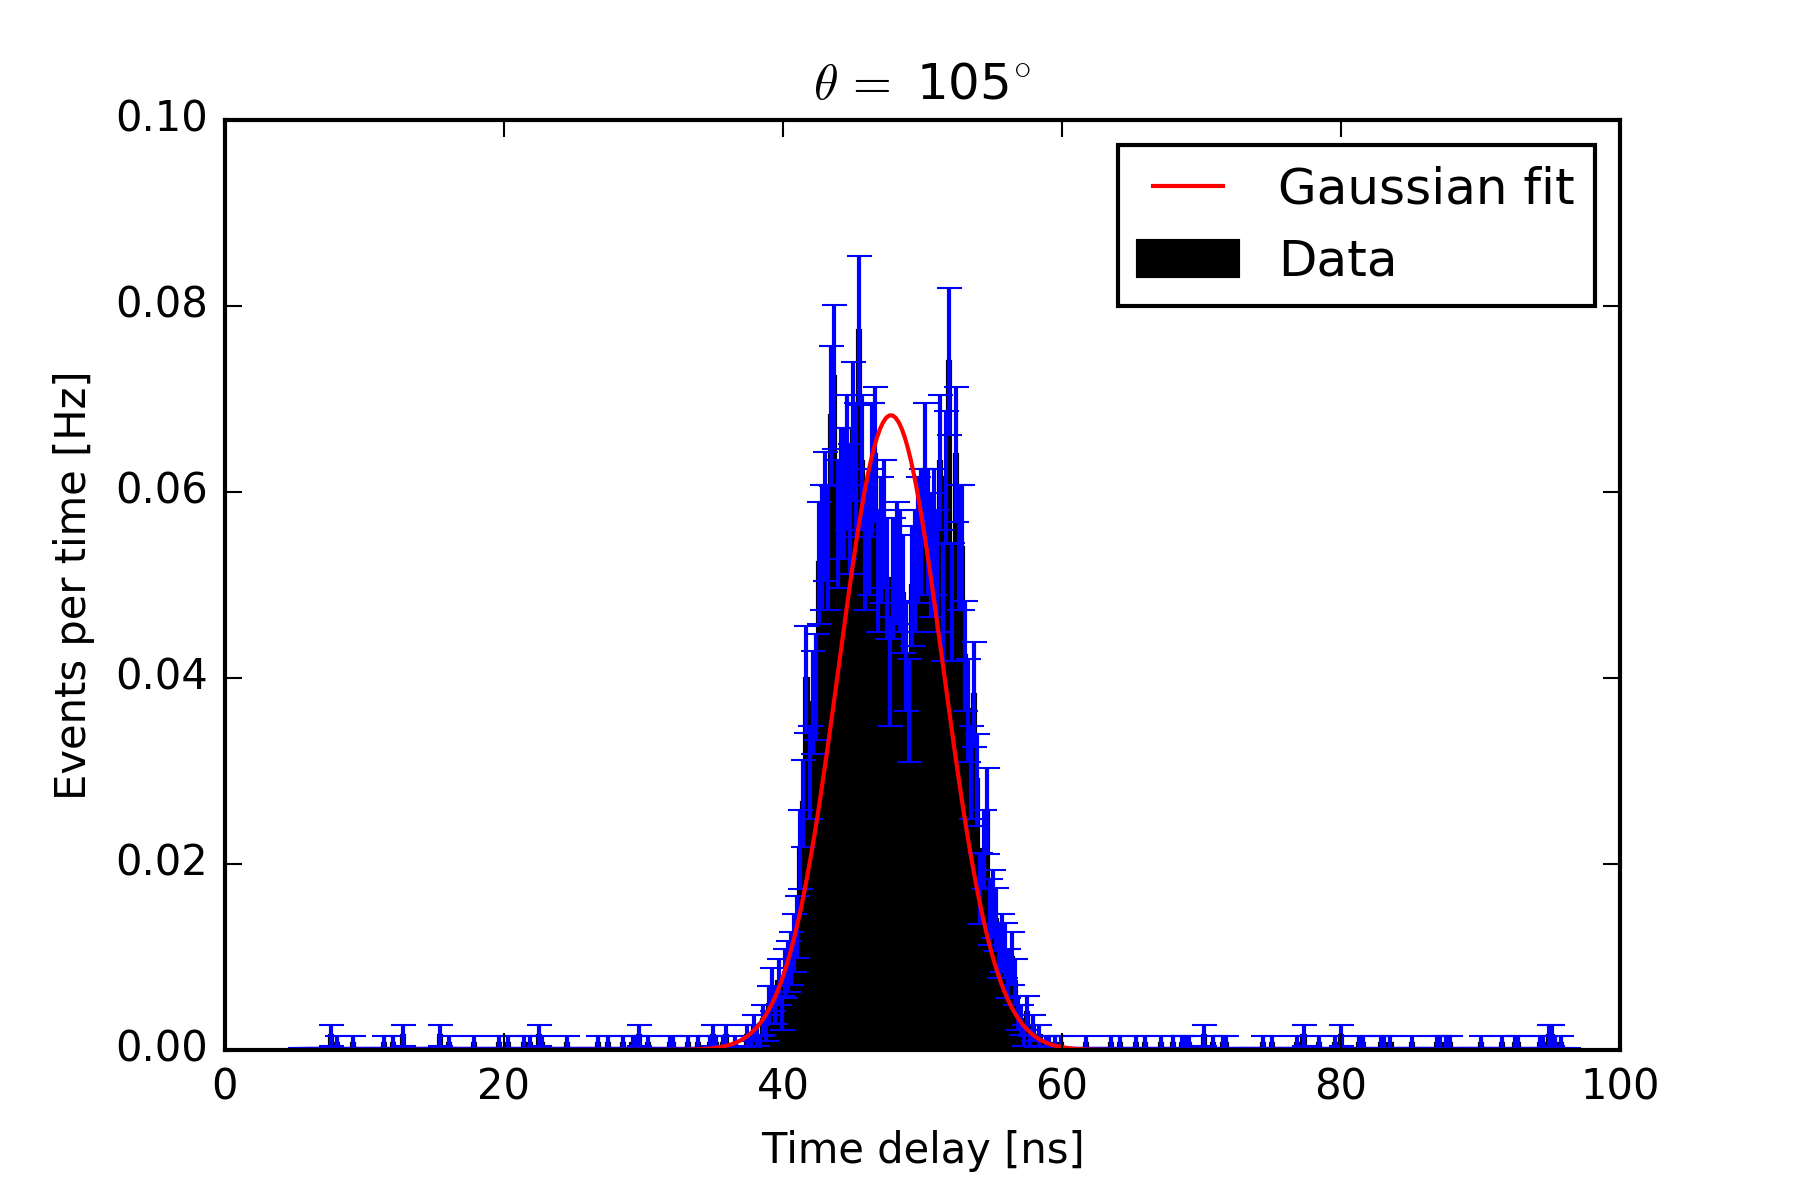 θ = 105°
0.10
0.08
0.06
0.04
0.02
0.00
Events per time [Hz]
Gaussian fit
Data
0 20 40 60 80 100
Time delay [ns]